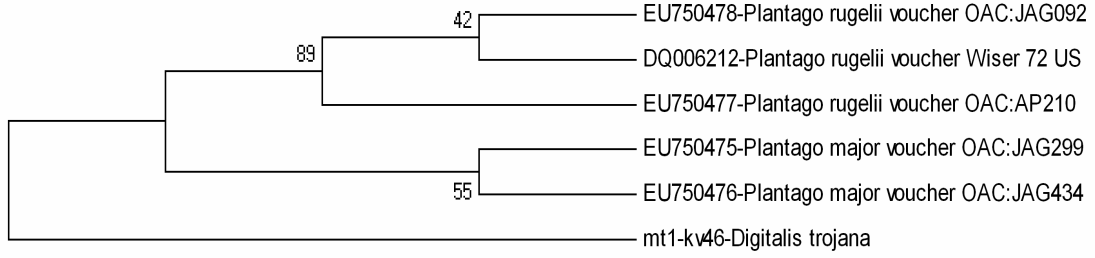 42
EU750478-Plantago rugelii voucher OAC:JAG092
89
DQ006212-Plantago rugelii voucher Wiser 72 US
EU750477-Plantago rugelii voucher OAC:AP210
EU750475-Plantago major voucher OAC:JAG299
55
EU750476-Plantago major voucher OAC:JAG434
mt1-kv46-Digitalis trojana